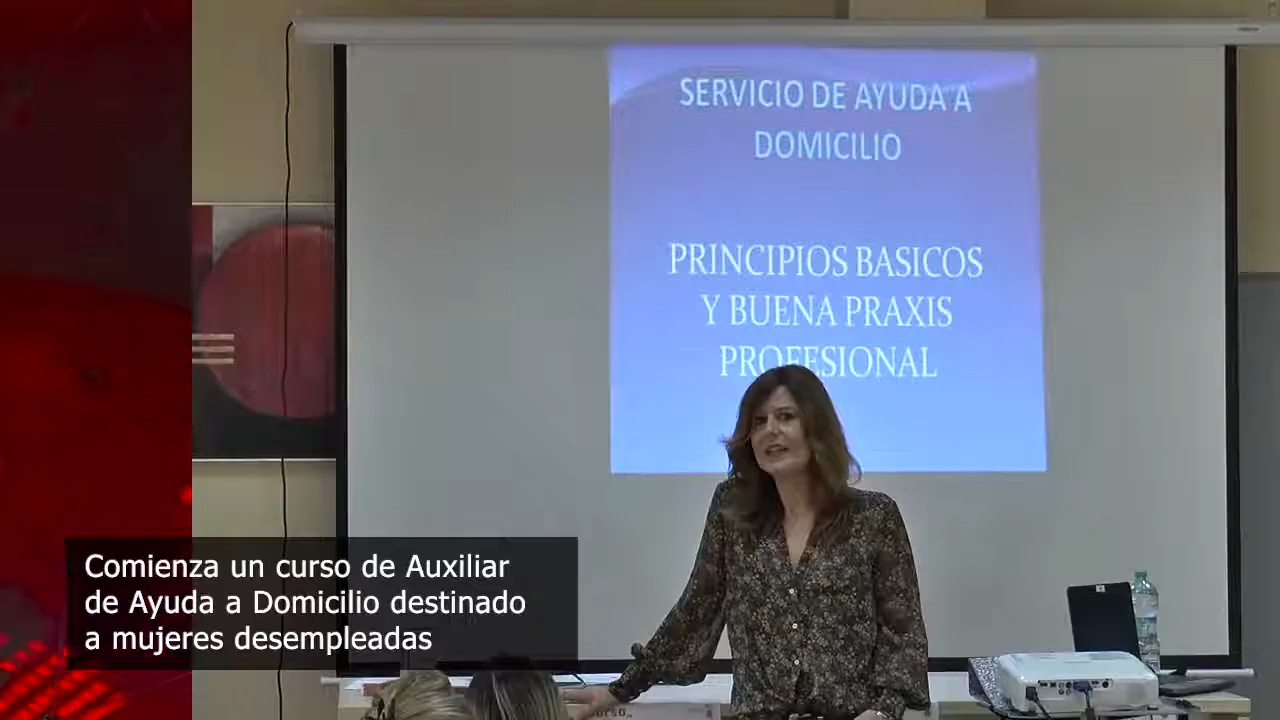 SERVICIO DE AYUDA A
DOMICILIO
PRINCIPIOS BASICOS
Y BUENA PRAXIS
PROFESIONAL
Comienza un curso de Auxiliar
de Ayuda a Domicilio destinado
a mujeres desempleadas